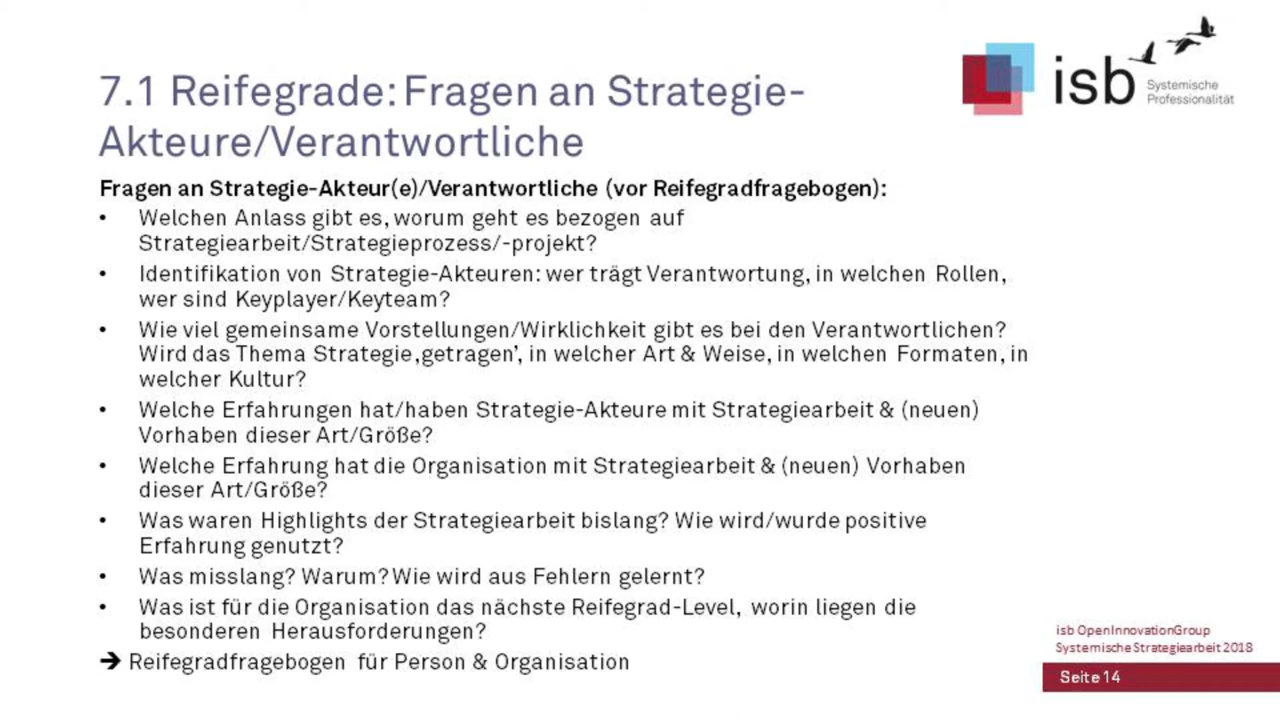 7.1 Reifegrade: Fragen an Strategie-
Akteure/Verantwortliche
isb
Systemische
Professionalität
Fragen an Strategie-Akteur(e)/Verantwortliche (vor Reifegradfragebogen):
• Welchen Anlass gibt es, worum geht es bezogen auf
Strategiearbeit/Strategieprozess/-projekt?
• Identifikation von Strategie-Akteuren: wer trägt Verantwortung, in welchen Rollen,
wer sind Keyplayer/Keyteam?
• Wie viel gemeinsame Vorstellungen/Wirklichkeit gibt es bei den Verantwortlichen?
Wird das Thema Strategie ‚getragen’, in welcher Art & Weise, in welchen Formaten, in
welcher Kultur?
• Welche Erfahrungen hat/haben Strategie-Akteure mit Strategiearbeit & (neuen)
Vorhaben dieser Art/Größe?
• Welche Erfahrung hat die Organisation mit Strategiearbeit & (neuen) Vorhaben
dieser Art/Größe?
• Was waren Highlights der Strategiearbeit bislang? Wie wird/wurde positive
Erfahrung genutzt?
• Was misslang? Warum? Wie wird aus Fehlern gelernt?
• Was ist für die Organisation das nächste Reifegrad-Level, worin liegen die
besonderen Herausforderungen?
➔ Reifegradfragebogen für Person & Organisation
isb OpenInnovationGroup
Systemische Strategiearbeit 2018
Seite 14